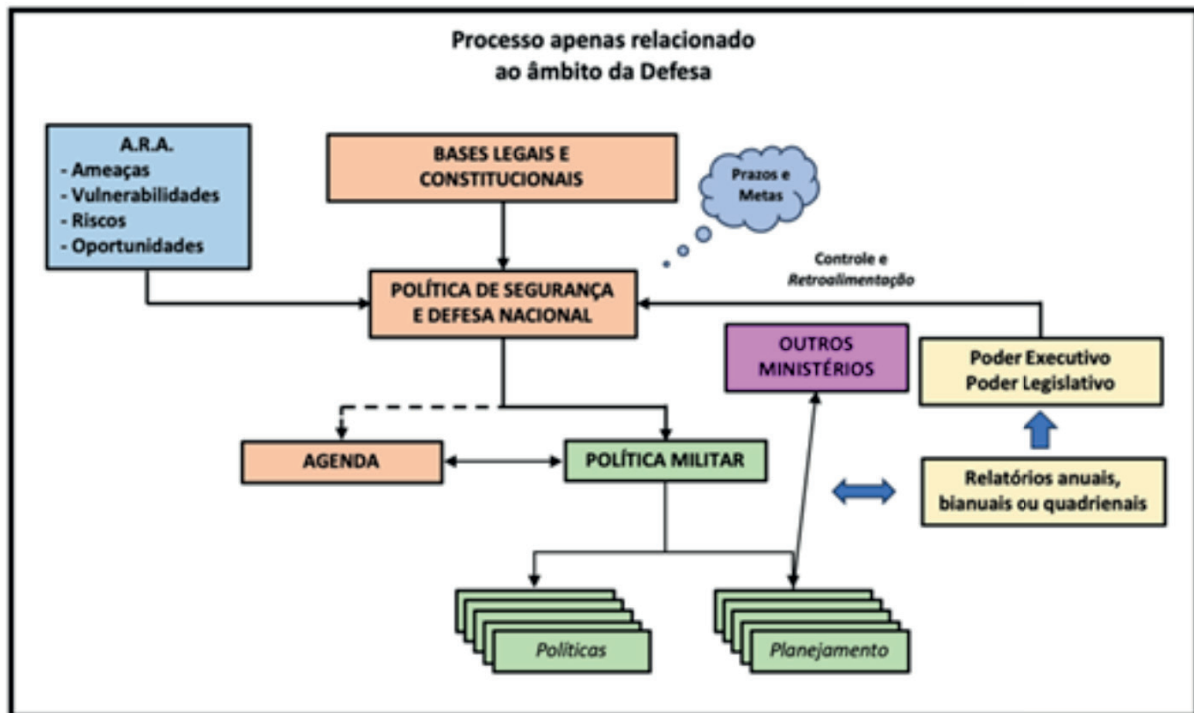 Processo apenas relacionado
ao âmbito da Defesa
A.R.A.
- Ameaças
- Vulnerabilidades
- Riscos
- Oportunidades
BASES LEGAIS E
CONSTITUCIONAIS
Prazos e
Metas
Controle e
Retroalimentação
POLÍTICA DE SEGURANÇA
E DEFESA NACIONAL
OUTROS
MINISTÉRIOS
Poder Executivo
Poder Legislativo
AGENDA
POLÍTICA MILITAR
Relatórios anuais,
bianuais ou quadrienais
Políticas
Planejamento